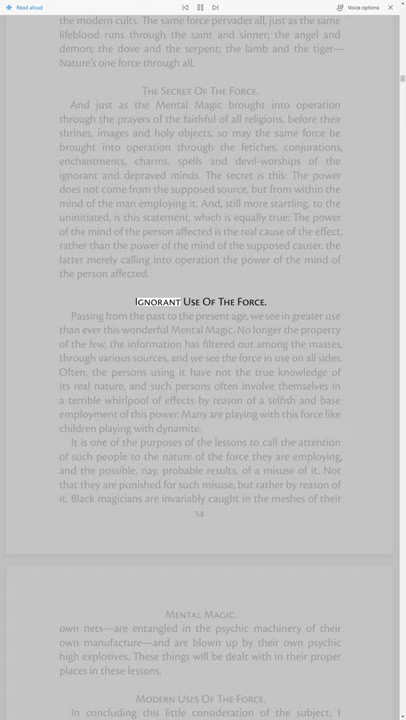 Read aloud
Voice options
the modern cults. The same force pervades all, just as the same
lifeblood runs through the saint and sinner; the angel and
demon; the dove and the serpent; the lamb and the tiger—
Nature's one force through all.
The Secret Of The Force.
And just as the Mental Magic brought into operation
through the prayers of the faithful of all religions, before their
shrines, images and holy objects, so may the same force be
brought into operation through the fetiches, conjurations,
enchantments, charms, spells and devil-worships of the
ignorant and depraved minds. The secret is this: The power
does not come from the supposed source, but from within the
mind of the man employing it. And, still more startling, to the
uninitiated, is this statement, which is equally true: The power
of the mind of the person affected is the real cause of the effect,
rather than the power of the mind of the supposed causer, the
latter merely calling into operation the power of the mind of
the person affected.
Ignorant Use Of The Force.
Passing from the past to the present age, we see in greater use
than ever this wonderful Mental Magic. No longer the property
of the few, the information has filtered out among the masses,
through various sources, and we see the force in use on all sides.
Often, the persons using it have not the true knowledge of
its real nature, and such persons often involve themselves in
a terrible whirlpool of effects by reason of a selfish and base
employment of this power. Many are playing with this force like
children playing with dynamite.
It is one of the purposes of the lessons to call the attention
of such people to the nature of the force they are employing,
and the possible, nay, probable results, of a misuse of it. Not
that they are punished for such misuse, but rather by reason of
it. Black magicians are invariably caught in the meshes of their
14
Mental Magic.
own nets—are entangled in the psychic machinery of their
own manufacture—and are blown up by their own psychic
high explosives. These things will be dealt with in their proper
places in these lessons.
Modern Uses Of The Force.
In concluding this little consideration of the subject, I